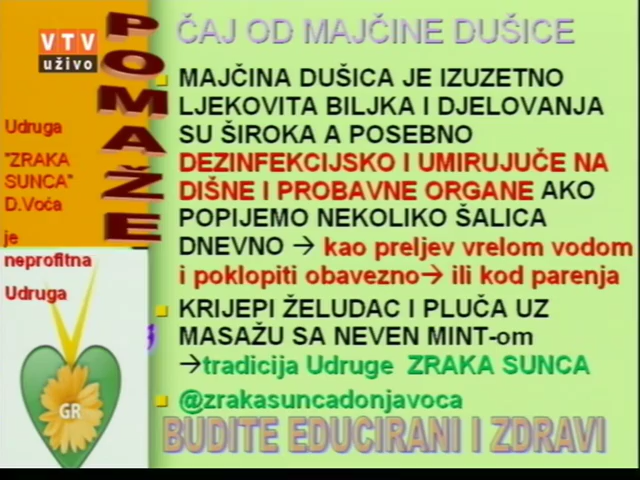 VTV
uživo
POMAŽE
Udruga
"ZRAKA
SUNCA"
D.Voća
je
neprofitna
Udruga
GR
ČAJ OD MAJČINE DUŠICE
MAJČINA DUŠICA JE IZUZETNO
LJEKOVITA BILJKA I DJELOVANJA
SU ŠIROKA A POSEBNO
DEZINFEKCIJSKO I UMIRUJUČE NA
DIŠNE I PROBAVNE ORGANE AKO
POPIJEMO NEKOLIKO ŠALICA
DNEVNO → kao preljev vrelom vodom
i poklopiti obavezno→ ili kod parenja
KRIJEPI ŽELUDAC I PLUČA UZ
MASAŽU SA NEVEN MINT-om
→tradicija Udruge ZRAKA SUNCA
@zrakasuncadonjavoca
BUDITE EDUCIRANI I ZDRAVI